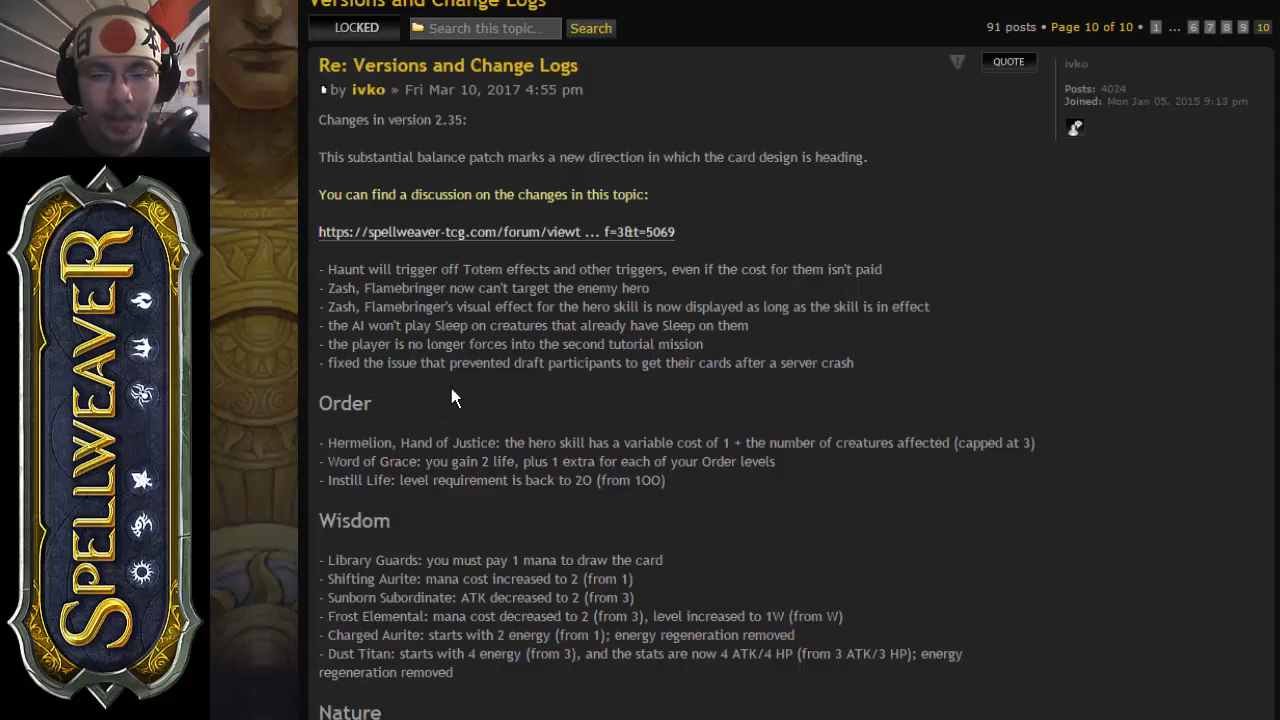 Versions and Change Logs
LOCKED
Search this topic…
Search
91 posts • Page 10 of 10 • 1 ... 6 7 8 9 10
Re: Versions and Change Logs
by ivko » Fri Mar 10, 2017 4:55 pm
QUOTE
ivko
Posts: 4024
Joined: Mon Jan 05, 2015 9:13 pm
Changes in version 2.35:
This substantial balance patch marks a new direction in which the card design is heading.
You can find a discussion on the changes in this topic:
https://spellweaver-tcg.com/forum/viewt ... f=3&t=5069
- Haunt will trigger off Totem effects and other triggers, even if the cost for them isn't paid
- Zash, Flamebringer now can't target the enemy hero
- Zash, Flamebringer's visual effect for the hero skill is now displayed as long as the skill is in effect
- the AI won't play Sleep on creatures that already have Sleep on them
- the player is no longer forces into the second tutorial mission
- fixed the issue that prevented draft participants to get their cards after a server crash
Order
- Hermelion, Hand of Justice: the hero skill has a variable cost of 1 + the number of creatures affected (capped at 3)
- Word of Grace: you gain 2 life, plus 1 extra for each of your Order levels
- Instill Life: level requirement is back to 2O (from 1OO)
Wisdom
- Library Guards: you must pay 1 mana to draw the card
- Shifting Aurite: mana cost increased to 2 (from 1)
- Sunborn Subordinate: ATK decreased to 2 (from 3)
- Frost Elemental: mana cost decreased to 2 (from 3), level increased to 1W (from W)
- Charged Aurite: starts with 2 energy (from 1); energy regeneration removed
- Dust Titan: starts with 4 energy (from 3), and the stats are now 4 ATK/4 HP (from 3 ATK/3 HP); energy
regeneration removed
Nature
SPELLWEAVER
日 本